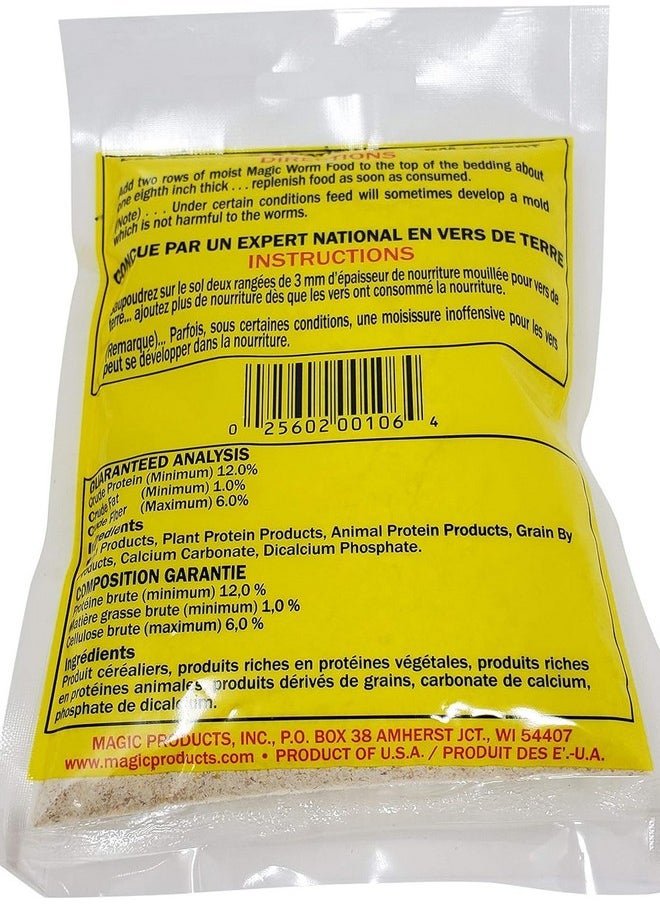 DIRECTIONS
Add two rows of moist Magic Worm Food to the top of the bedding about
one eighth inch thick . . . replenish food as soon as consumed.
(Note) . . . Under certain conditions feed will sometimes develop a mold
which is not harmful to the worms.
CONÇUE PAR UN EXPERT NATIONAL EN VERS DE TERRE
INSTRUCTIONS
Saupoudrez sur le sol deux rangées de 3 mm d'épaisseur de nourriture mouillée pour vers de
terre... ajoutez plus de nourriture dès que les vers ont consommé la nourriture.
(Remarque)... Parfois, sous certaines conditions, une moisissure inoffensive pour les vers
peut se développer dans la nourriture.
0 25602 00106 4
GUARANTEED ANALYSIS
Crude Protein (Minimum) 12.0%
Crude Fat (Minimum) 1.0%
Crude Fiber (Maximum) 6.0%
Ingredients
Products, Plant Protein Products, Animal Protein Products, Grain By
Products, Calcium Carbonate, Dicalcium Phosphate.
COMPOSITION GARANTIE
Protéine brute (minimum) 12,0 %
Matière grasse brute (minimum) 1,0 %
Cellulose brute (maximum) 6,0 %
Ingrédients
Produit céréaliers, produits riches en protéines végétales, produits riches
en protéines animales, produits dérivés de grains, carbonate de calcium,
phosphate de dicalcium.
MAGIC PRODUCTS, INC., P.O. BOX 38 AMHERST JCT., WI 54407
www.magicproducts.com • PRODUCT OF U.S.A. / PRODUIT DES E'.-U.A.